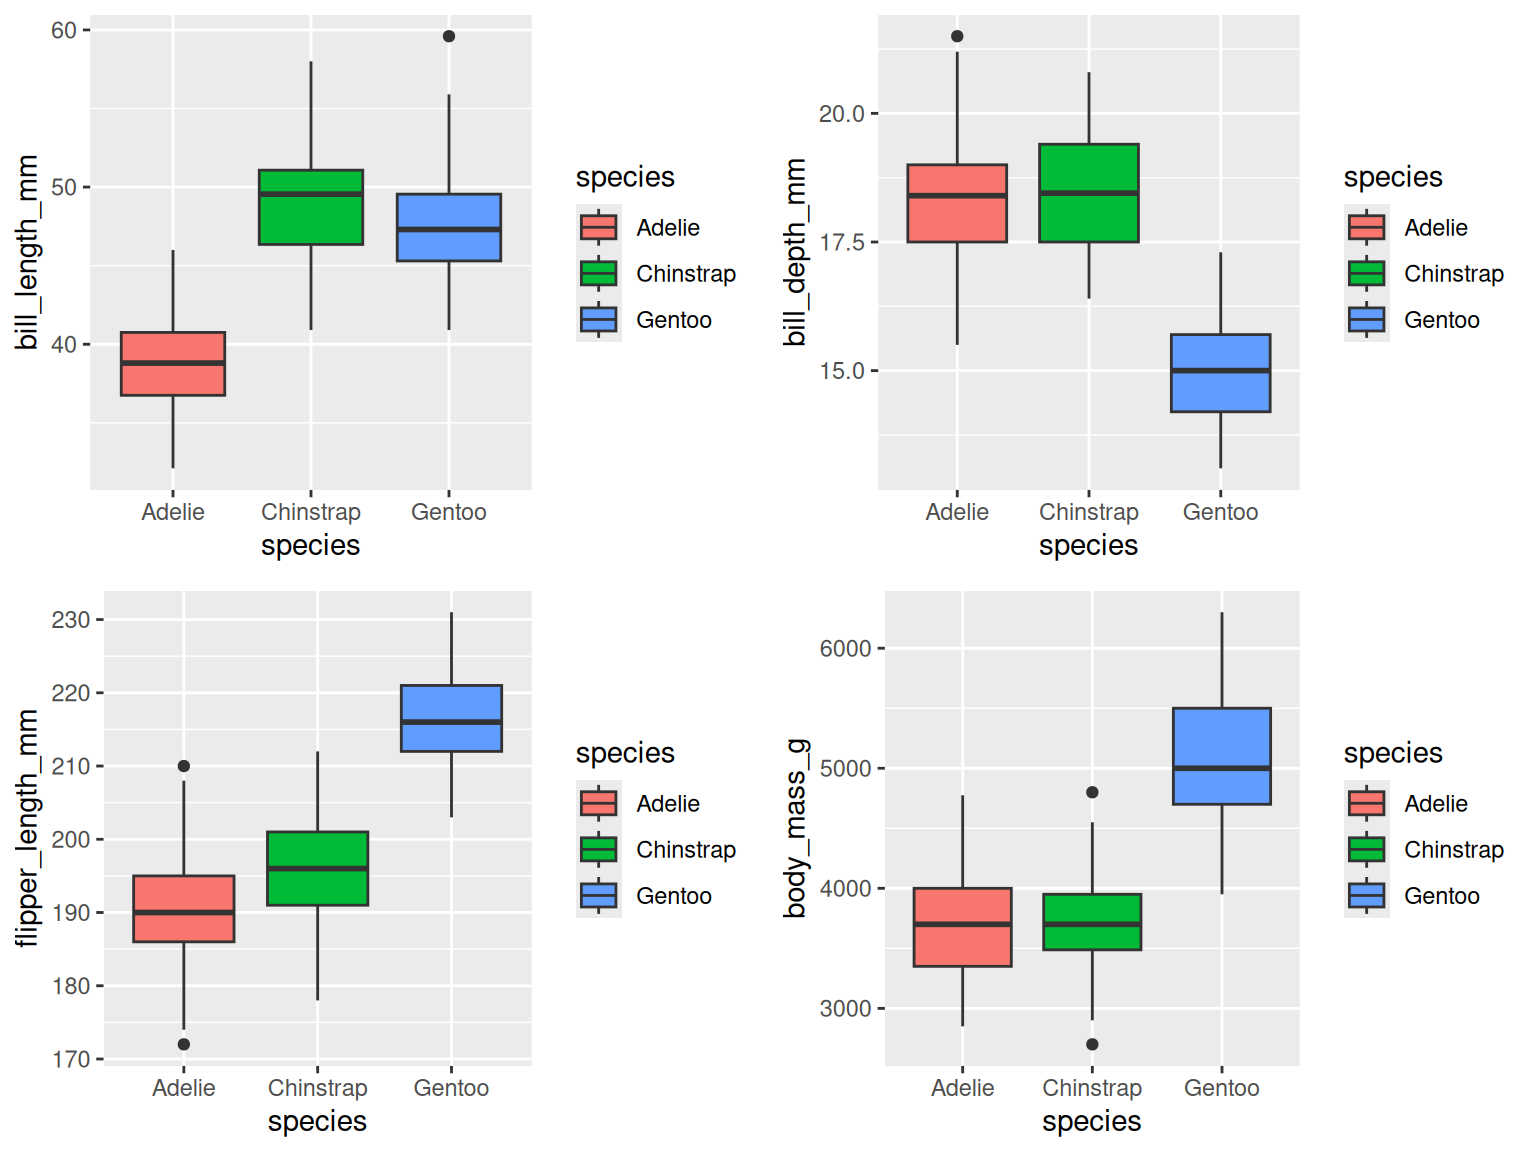 bill_length_mm
60
50
40
Adelie Chinstrap Gentoo
species
species
Adelie
Chinstrap
Gentoo
bill_depth_mm
20.0
17.5
15.0
Adelie Chinstrap Gentoo
species
species
Adelie
Chinstrap
Gentoo
flipper_length_mm
230
220
210
200
190
180
170
Adelie Chinstrap Gentoo
species
species
Adelie
Chinstrap
Gentoo
body_mass_g
6000
5000
4000
3000
Adelie Chinstrap Gentoo
species
species
Adelie
Chinstrap
Gentoo